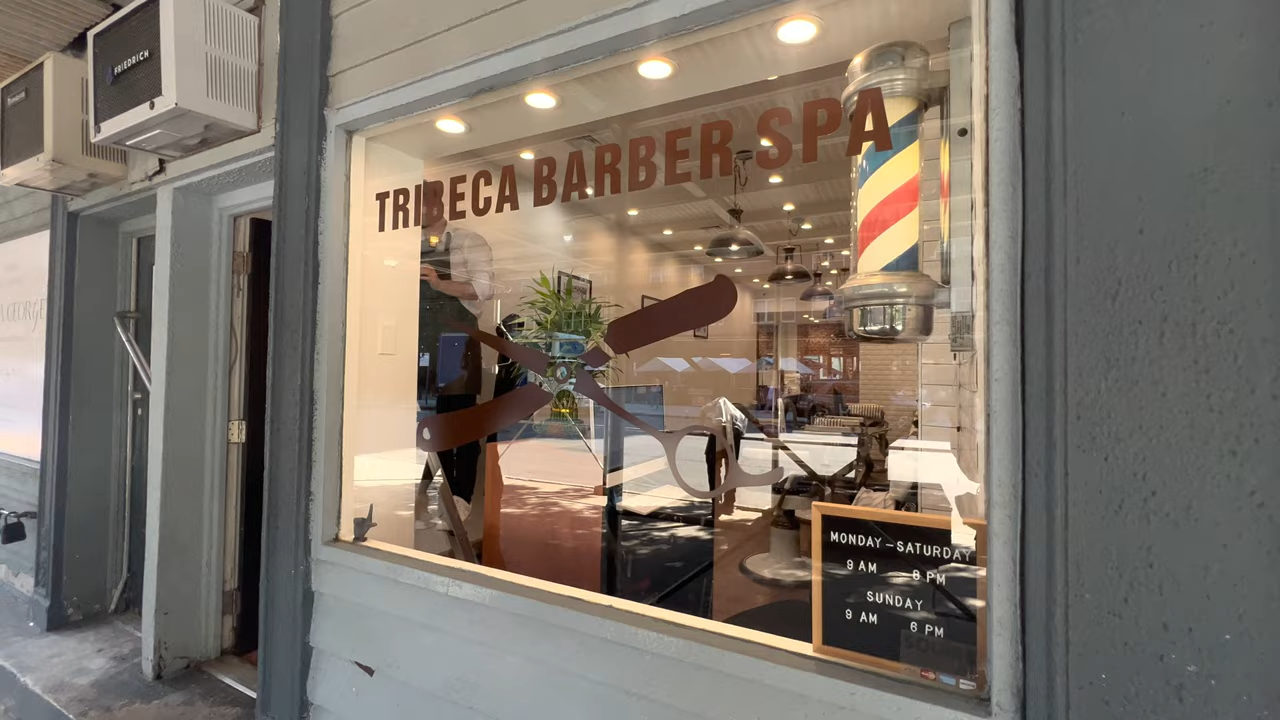 FRIEDRICH
TRIBECA BARBER SPA
MONDAY-SATURDAY
9 AM 8 PM
SUNDAY
9 AM 6 PM